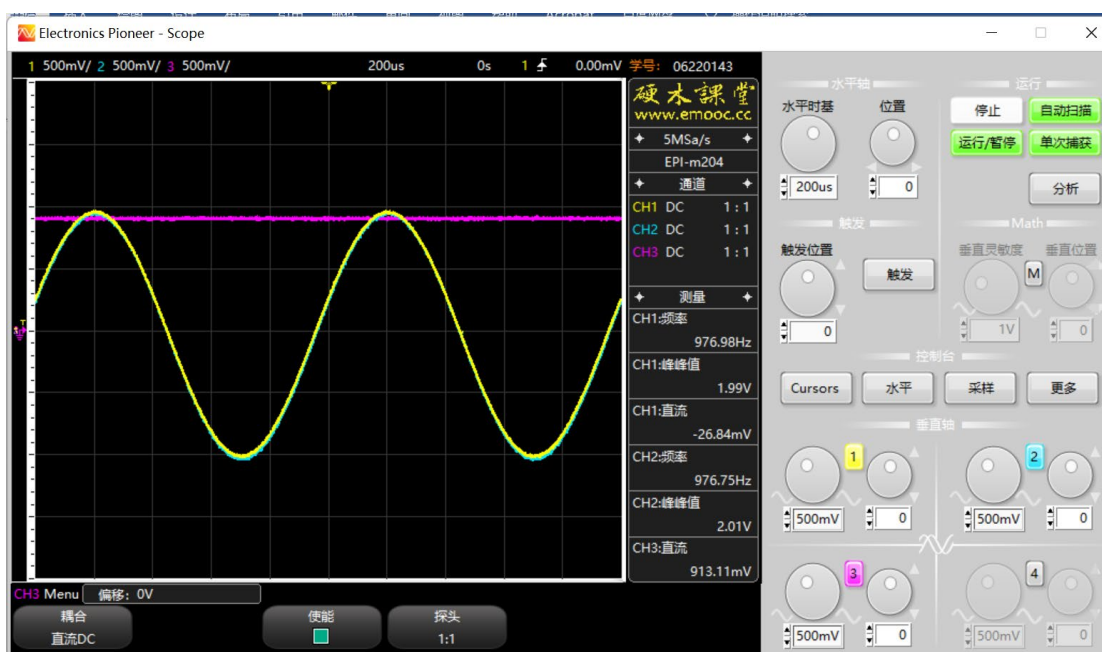 Electronics Pioneer - Scope
1 500mV/ 2 500mV/ 3 500mV/ 200us 0s 1 0.00mV 学号: 06220143
硬木課堂
www.emooc.cc
5MSa/s
EPI-m204
通道
CH1 DC 1 : 1
CH2 DC 1 : 1
CH3 DC 1 : 1
测量
CH1:频率
976.98Hz
CH1:峰峰值
1.99V
CH1:直流
-26.84mV
CH2:频率
976.75Hz
CH2:峰峰值
2.01V
CH3:直流
913.11mV
CH3 Menu 偏移: 0V
耦合
直流DC
使能
探头
1:1
水平轴
水平时基 位置
200us 0
运行
停止 自动扫描
运行/暂停 单次捕获
分析
触发
触发位置
触发
0
Math
垂直灵敏度 垂直位置
M
1V 0
控制台
Cursors 水平 采样 更多
垂直轴
1 2
500mV 0 500mV 0
3 4
500mV 0 500mV 0